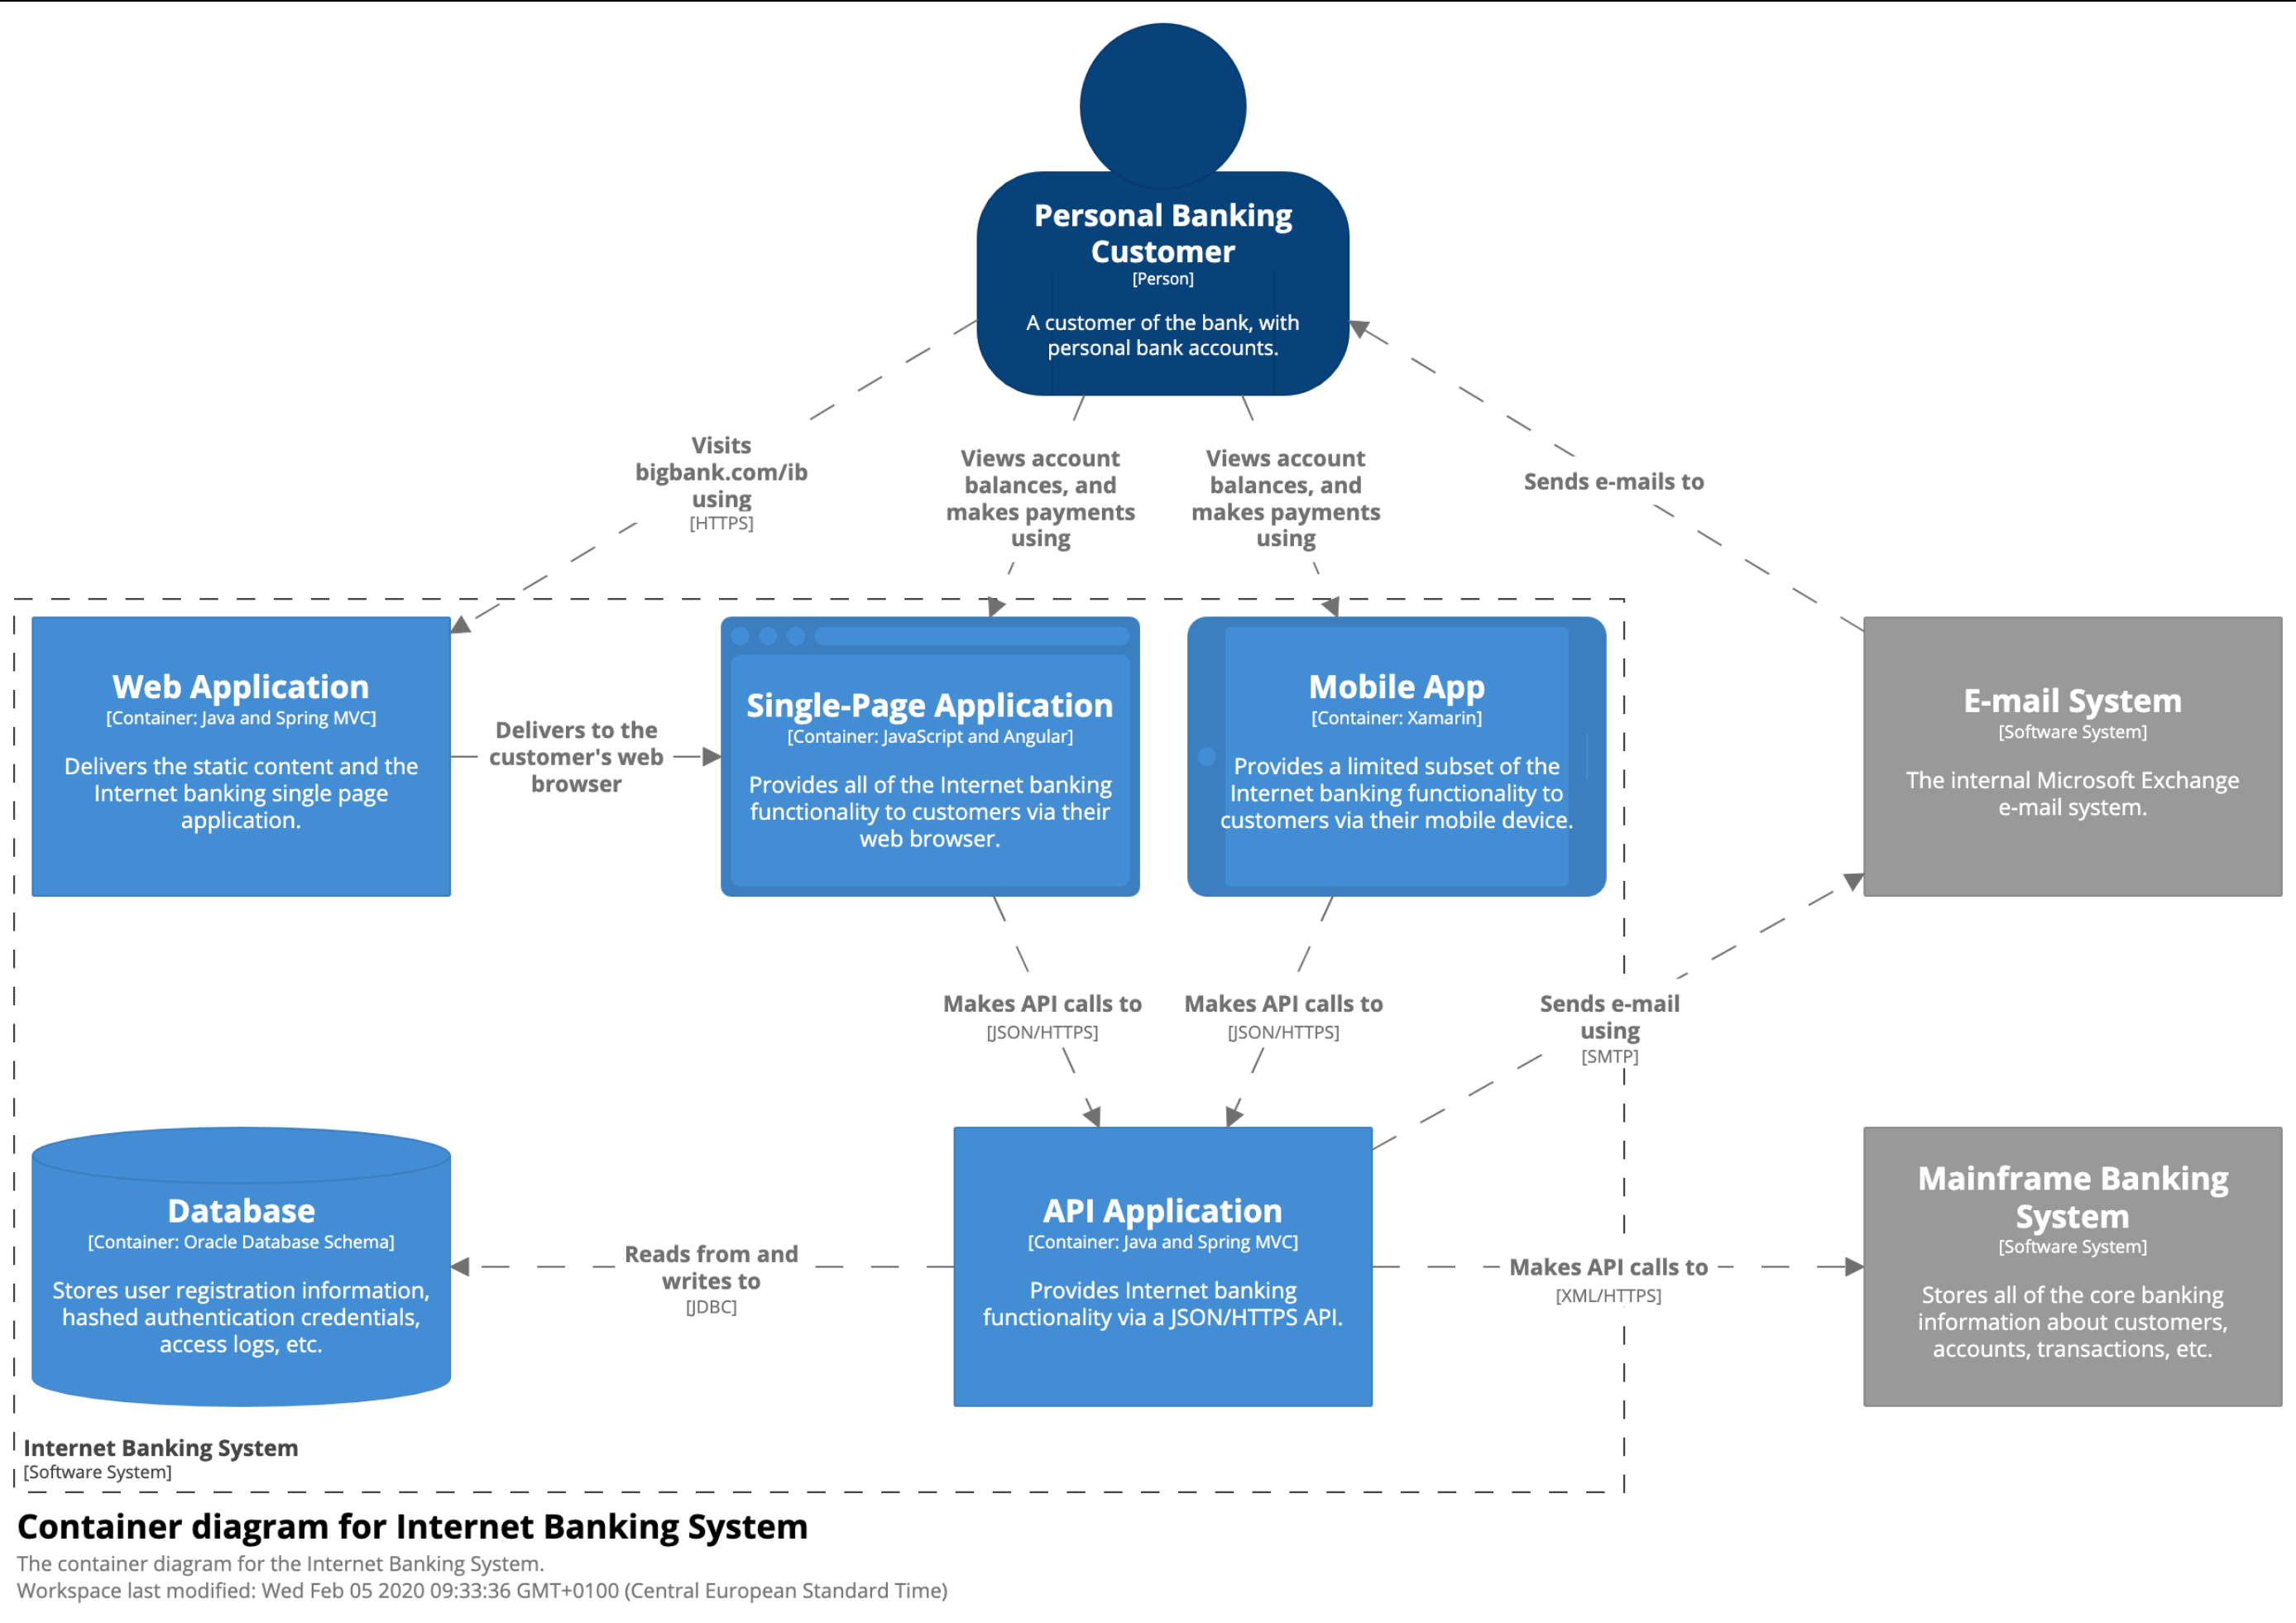 Personal Banking
Customer
[Person]
A customer of the bank, with
personal bank accounts.
Visits
bigbank.com/ib
using
[HTTPS]
Views account
balances, and
makes payments
using
Views account
balances, and
makes payments
using
Sends e-mails to
Web Application
[Container: Java and Spring MVC]
Delivers the static content and the
Internet banking single page
application.
Delivers to the
customer's web
browser
Single-Page Application
[Container: JavaScript and Angular]
Provides all of the Internet banking
functionality to customers via their
web browser.
Mobile App
[Container: Xamarin]
Provides a limited subset of the
Internet banking functionality to
customers via their mobile device.
E-mail System
[Software System]
The internal Microsoft Exchange
e-mail system.
Makes API calls to
[JSON/HTTPS]
Makes API calls to
[JSON/HTTPS]
Sends e-mail
using
[SMTP]
Database
[Container: Oracle Database Schema]
Stores user registration information,
hashed authentication credentials,
access logs, etc.
Reads from and
writes to
[JDBC]
API Application
[Container: Java and Spring MVC]
Provides Internet banking
functionality via a JSON/HTTPS API.
Makes API calls to
[XML/HTTPS]
Mainframe Banking
System
[Software System]
Stores all of the core banking
information about customers,
accounts, transactions, etc.
Internet Banking System
[Software System]
Container diagram for Internet Banking System
The container diagram for the Internet Banking System.
Workspace last modified: Wed Feb 05 2020 09:33:36 GMT+0100 (Central European Standard Time)